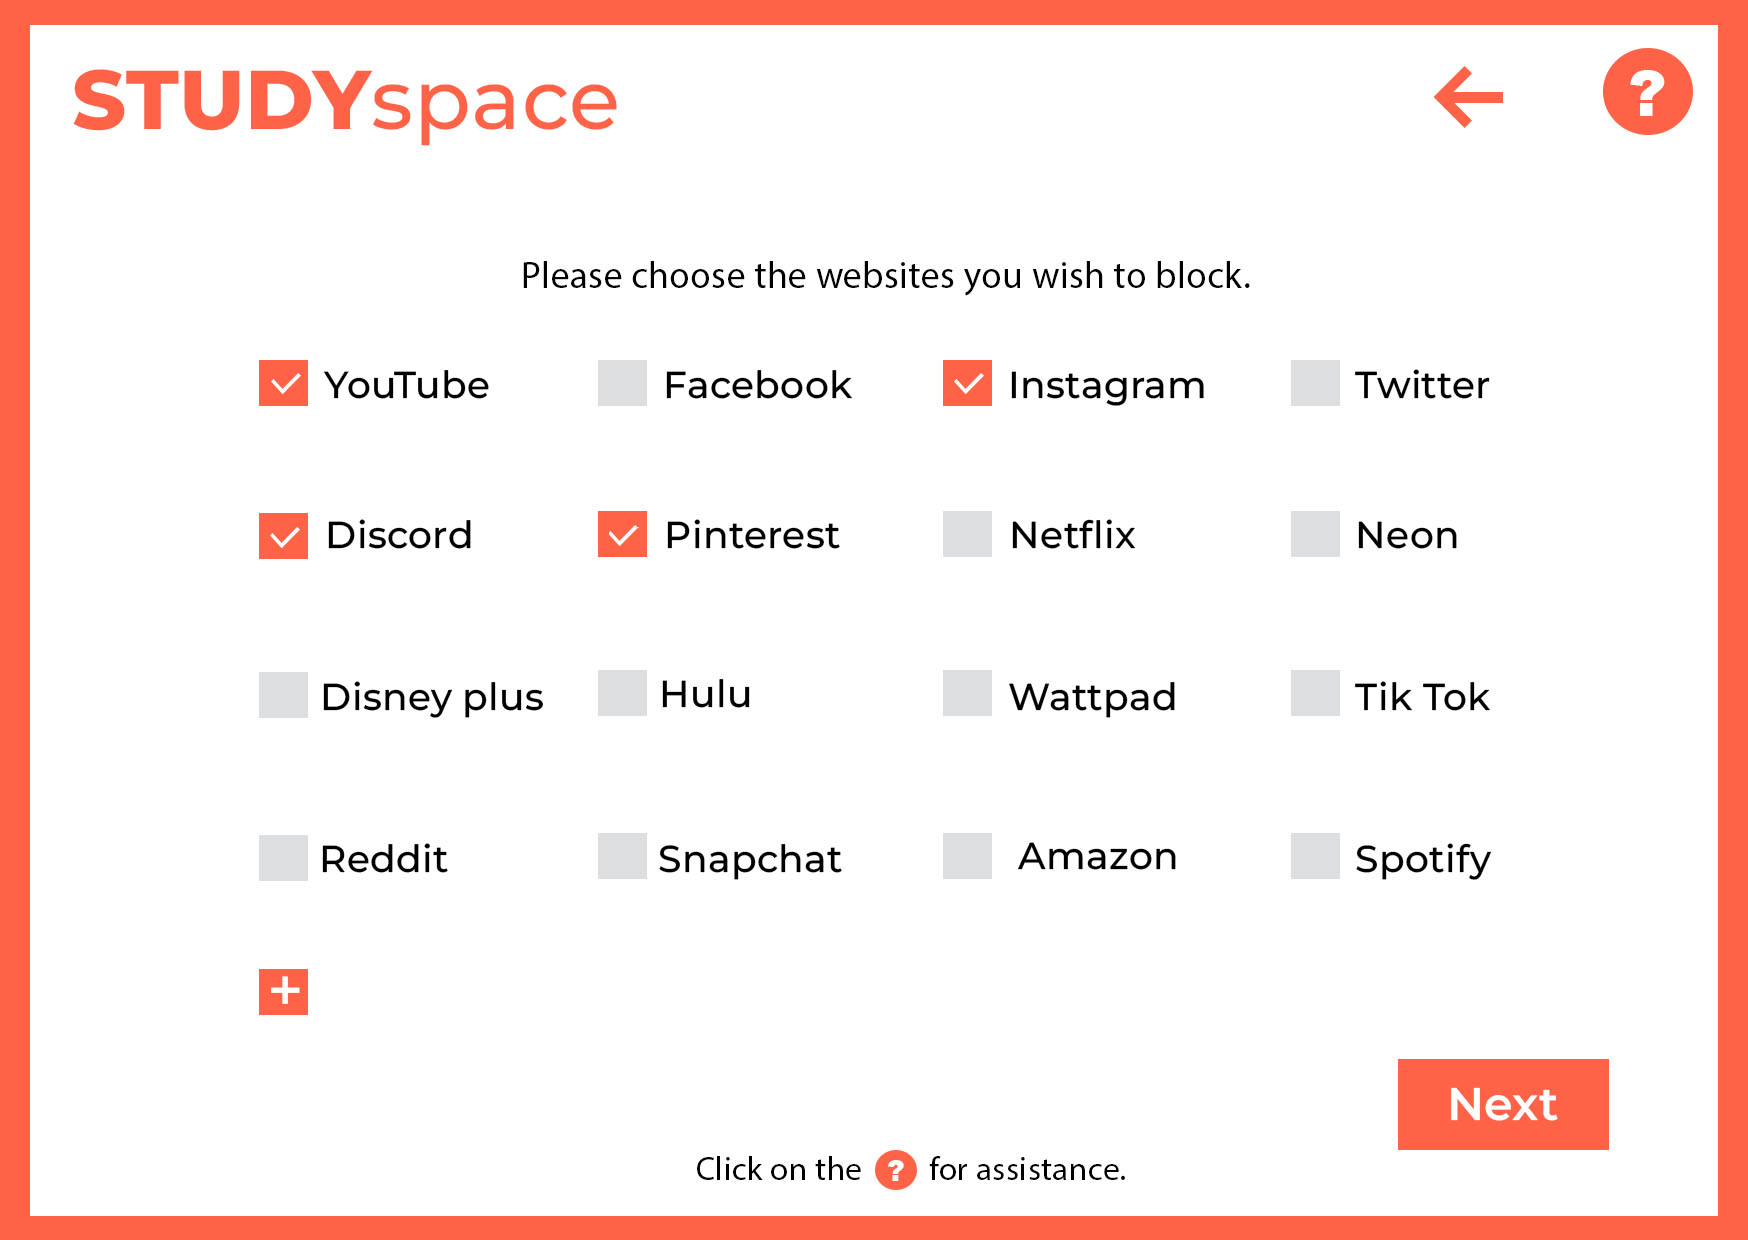 STUDYspace
?
Please choose the websites you wish to block.
YouTube Facebook Instagram Twitter
Discord Pinterest Netflix Neon
Disney plus Hulu Wattpad Tik Tok
Reddit Snapchat Amazon Spotify
+
Next
Click on the ? for assistance.